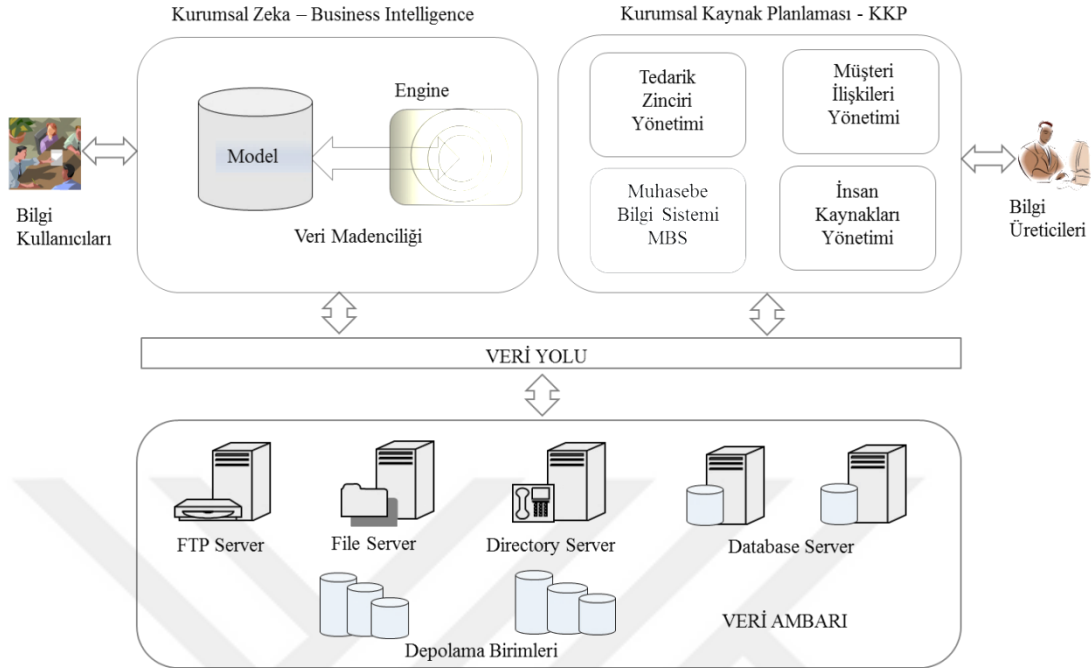 Kurumsal Zeka – Business Intelligence
Kurumsal Kaynak Planlaması - KKP
Engine
Model
Veri Madenciliği
Tedarik
Zinciri
Yönetimi
Müşteri
İlişkileri
Yönetimi
Muhasebe
Bilgi Sistemi
MBS
İnsan
Kaynakları
Yönetimi
Bilgi
Kullanıcıları
Bilgi
Üreticileri
VERİ YOLU
FTP Server
File Server
Directory Server
Database Server
Depolama Birimleri
VERİ AMBARI